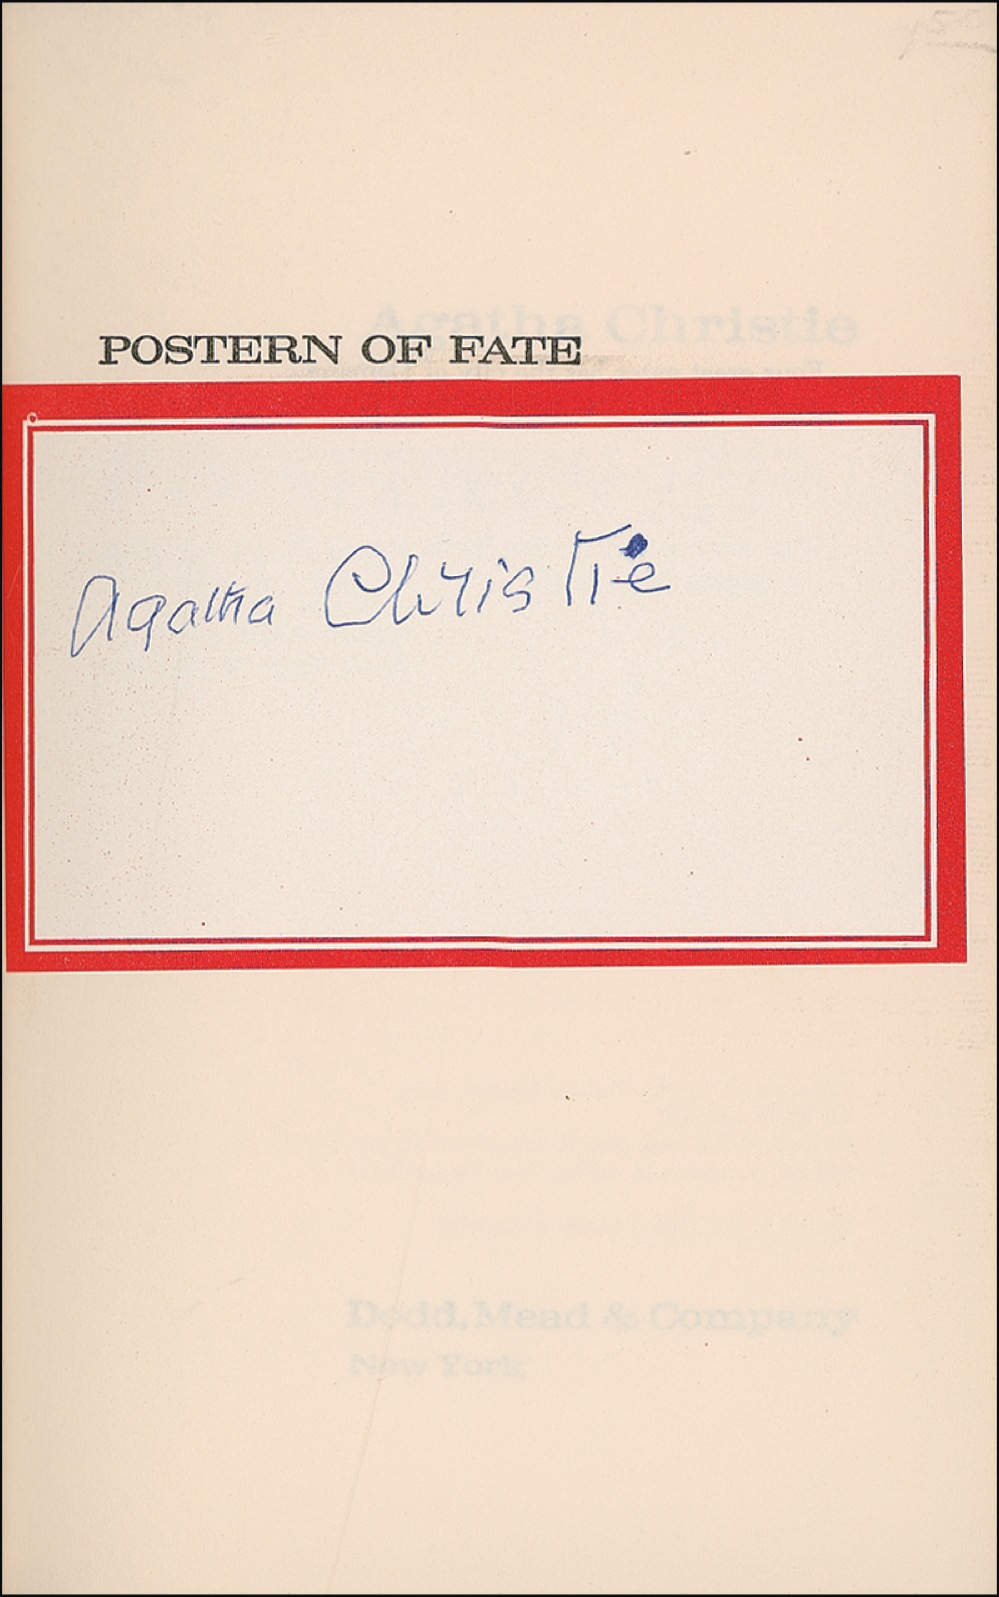 Agatha Christie
POSTERN OF FATE
Agatha Christie
Dodd, Mead & Company
New York